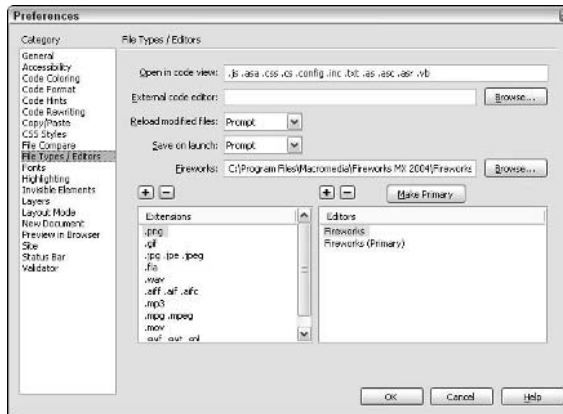 Preferences
Category
General
Accessibility
Code Coloring
Code Format
Code Hints
Code Rewriting
Copy/Paste
CSS Styles
File Compare
File Types / Editors
Fonts
Highlighting
Invisible Elements
Layers
Layout Mode
New Document
Preview in Browser
Site
Status Bar
Validator
File Types / Editors
Open in code view: .js .asa .css .cs .config .inc .txt .as .asc .asr .vb
External code editor: Browse...
Reload modified files: Prompt
Save on launch: Prompt
Fireworks: C:\Program Files\Macromedia\Fireworks MX 2004\Fireworks Browse...
+ −
+ − Make Primary
Extensions
.png
.gif
.jpg .jpe .jpeg
.fla
.wav
.aiff .aif .aifc
.mp3
.mpg .mpeg
.mov
Editors
Fireworks
Fireworks (Primary)
OK Cancel Help